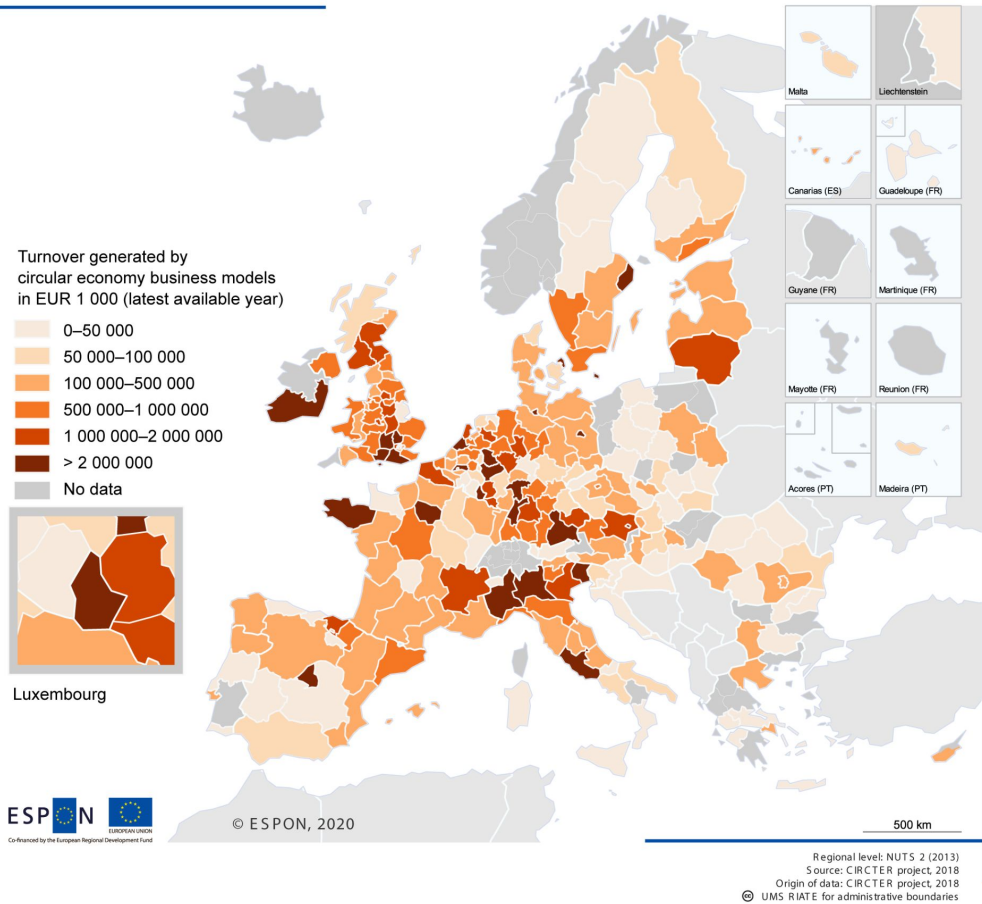 Turnover generated by
circular economy business models
in EUR 1 000 (latest available year)
0–50 000
50 000–100 000
100 000–500 000
500 000–1 000 000
1 000 000–2 000 000
> 2 000 000
No data
Luxembourg
Malta
Liechtenstein
Canarias (ES)
Guadeloupe (FR)
Guyane (FR)
Martinique (FR)
Mayotte (FR)
Reunion (FR)
Acores (PT)
Madeira (PT)
ESPON
EUROPEAN UNION
Co-financed by the European Regional Development Fund
© ESPON, 2020
500 km
Regional level: NUTS 2 (2013)
Source: CIRCTER project, 2018
Origin of data: CIRCTER project, 2018
cc UMS RIATE for administrative boundaries